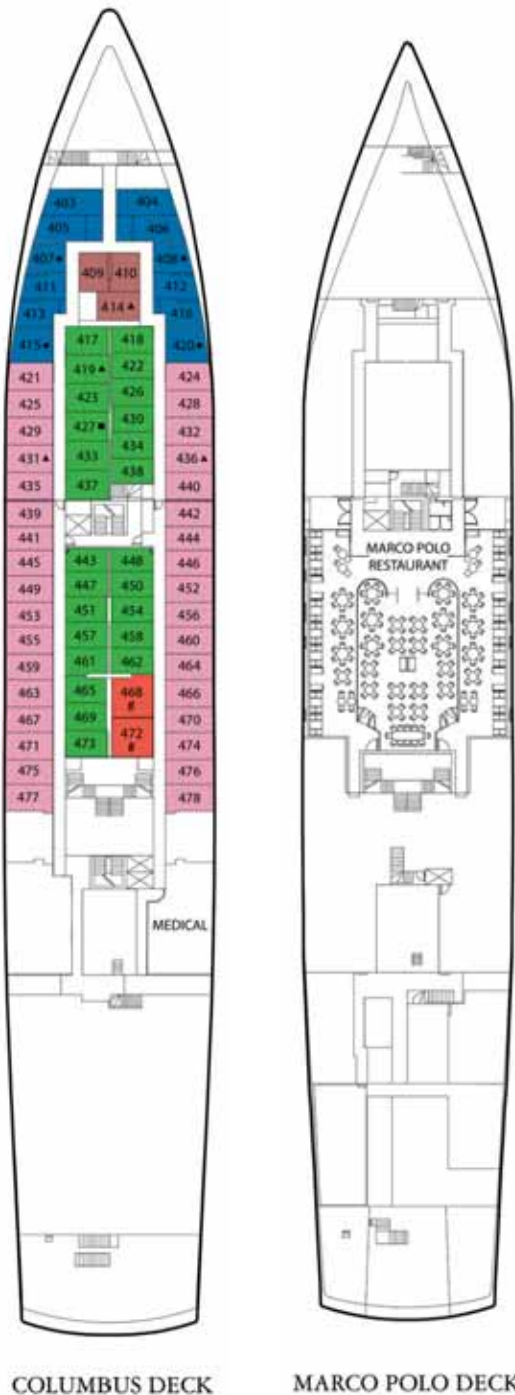 403 404
405 406
407● 408●
409 410
411 412
414▲
413 416
415● 420●
417 418
421 419▲ 422 424
425 423 426 428
429 427■ 430 432
431▲ 433 434 436▲
435 437 438 440
439 442
441 444
445 443 448 446
449 447 450 452
453 451 454 456
455 457 458 460
459 461 462 464
463 465 468 466
#
467 469 470
471 473 472 474
#
475 476
477 478
MEDICAL
COLUMBUS DECK
MARCO POLO
RESTAURANT
MARCO POLO DECK